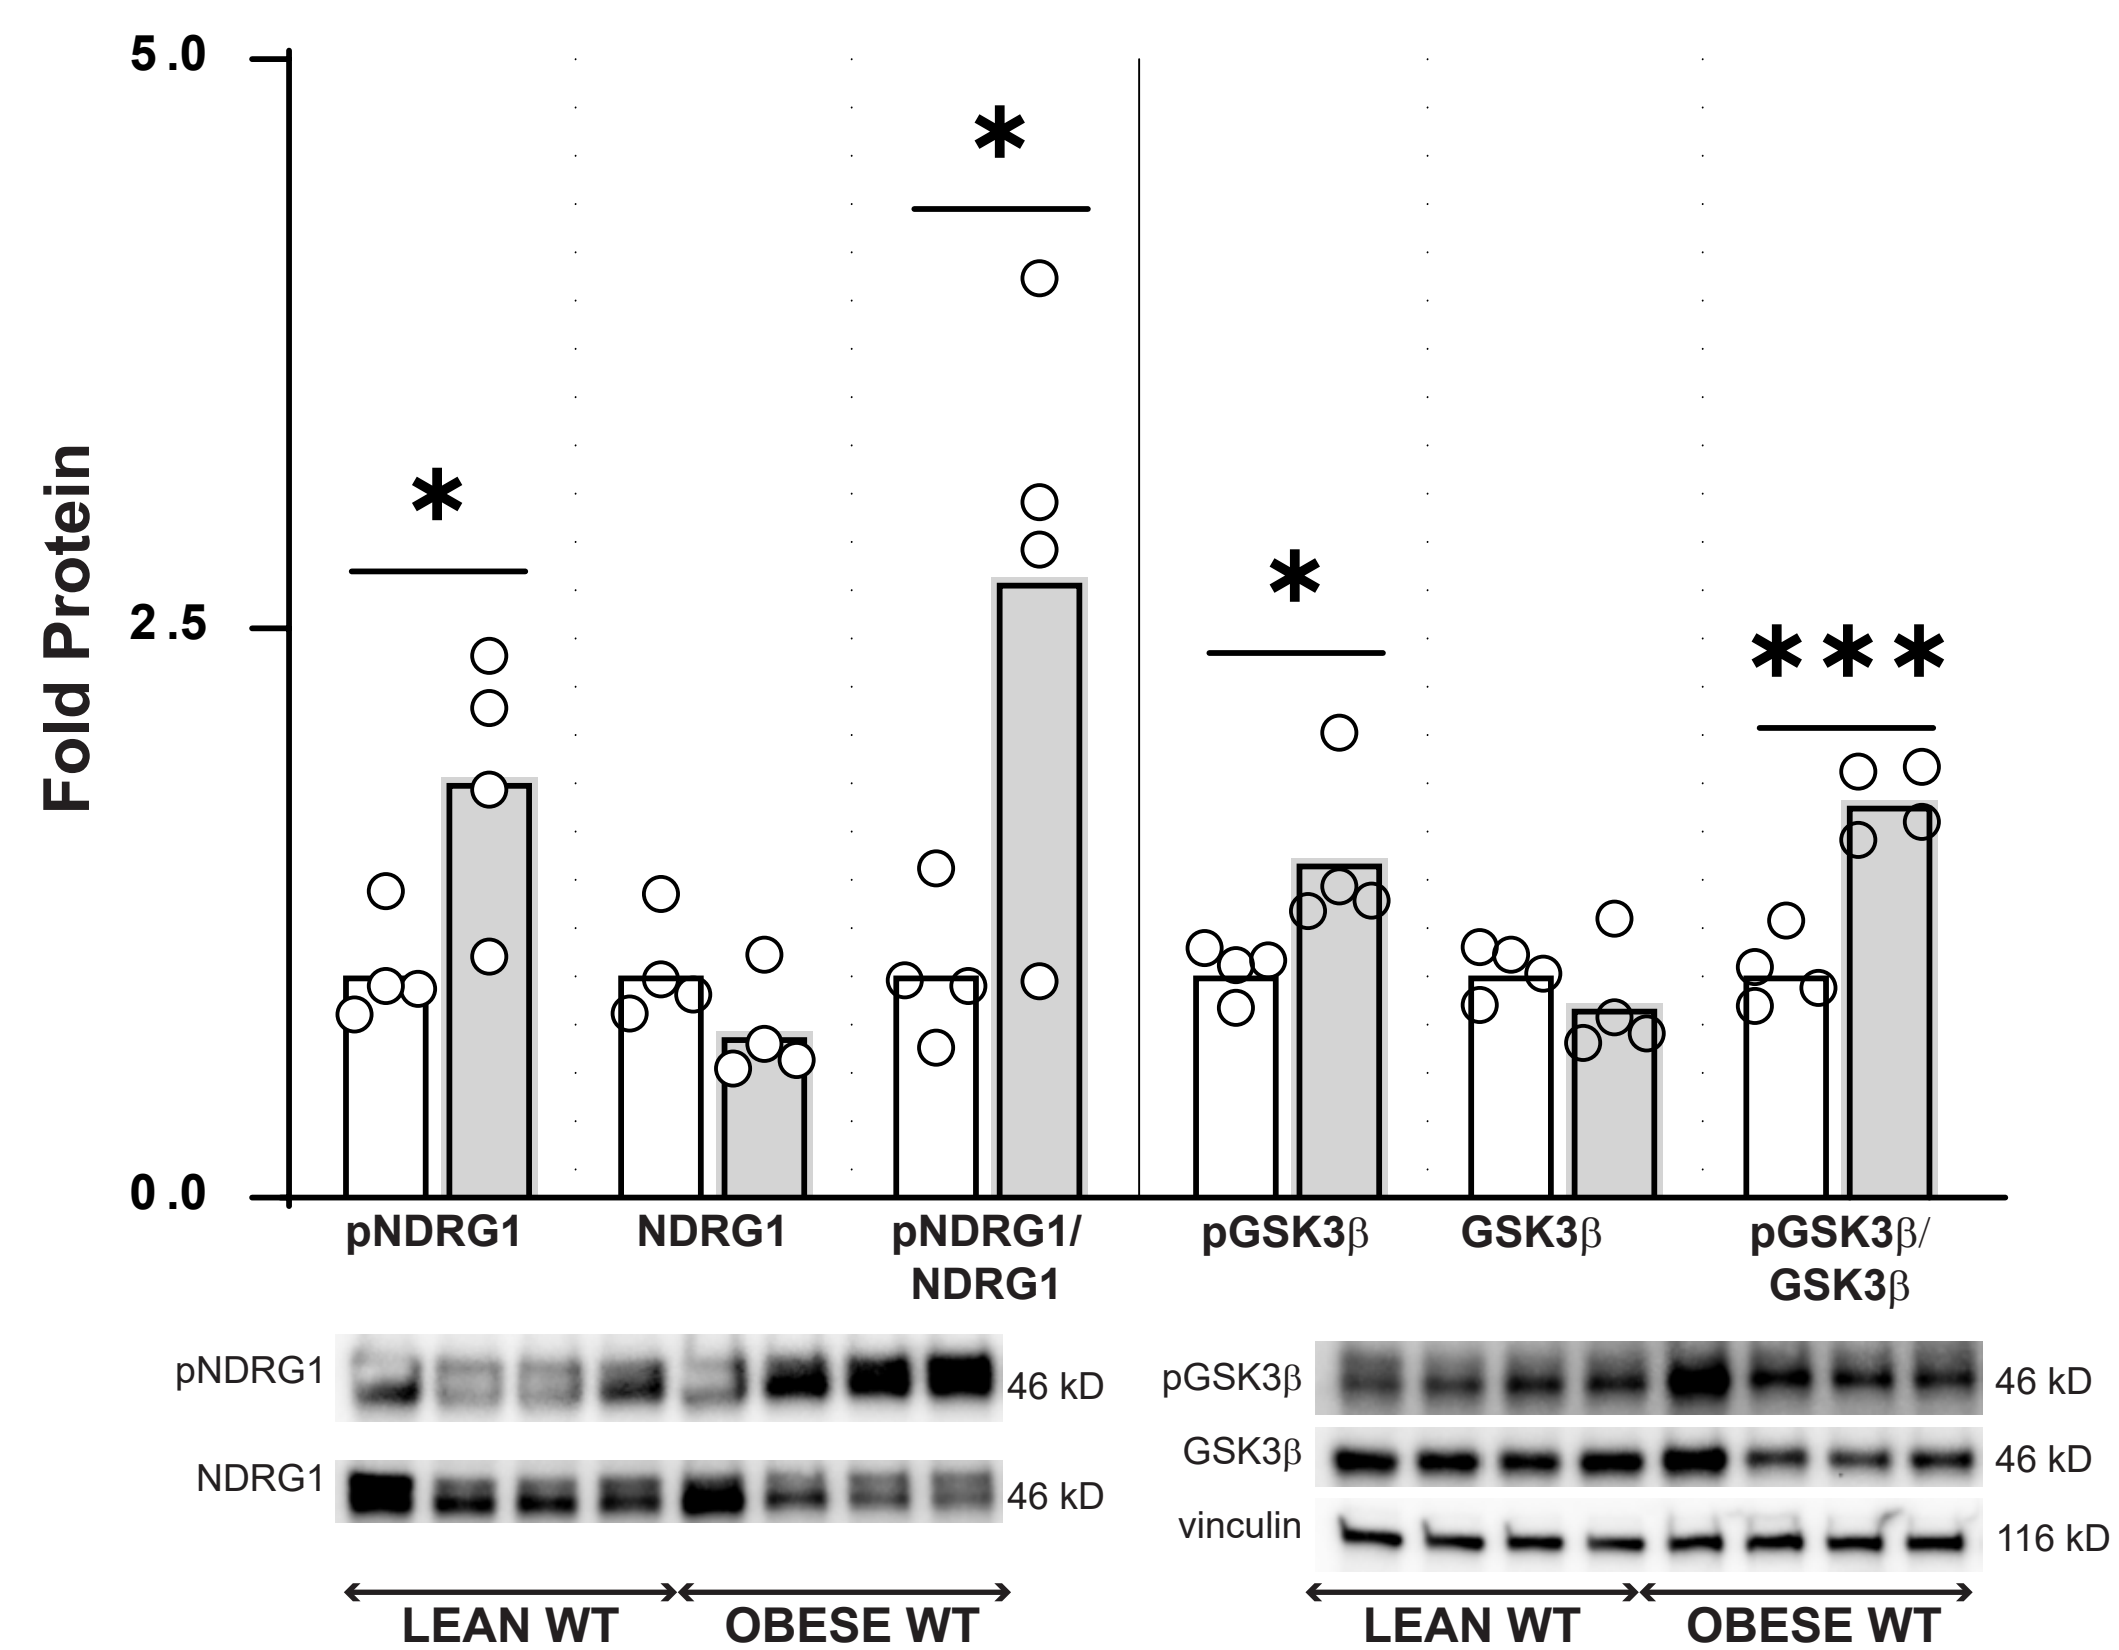 5.0
2.5
0.0
Fold Protein
*
*
*
***
pNDRG1 NDRG1 pNDRG1/ pGSK3β GSK3β pGSK3β/
NDRG1 GSK3β
pNDRG1 46 kD pGSK3β 46 kD
NDRG1 46 kD GSK3β 46 kD
vinculin 116 kD
LEAN WT OBESE WT LEAN WT OBESE WT